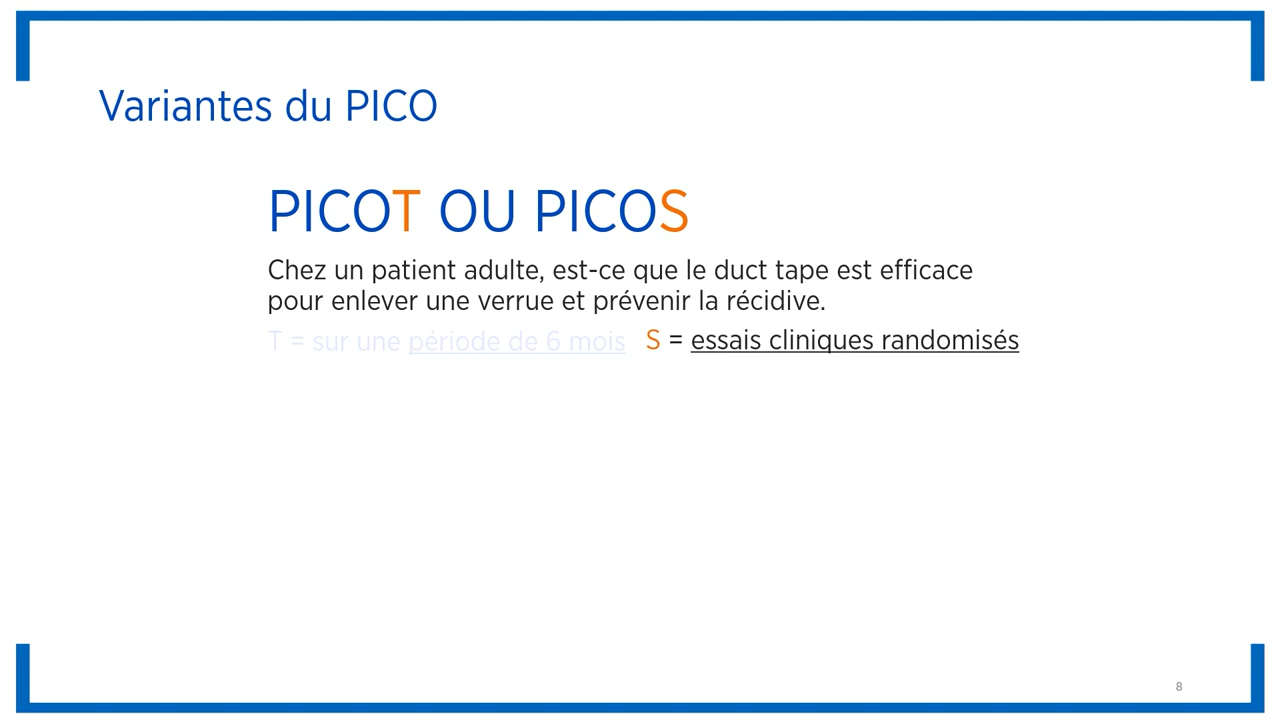 Variantes du PICO
PICOT OU PICOS
Chez un patient adulte, est-ce que le duct tape est efficace
pour enlever une verrue et prévenir la récidive.
T = sur une période de 6 mois S = essais cliniques randomisés
8